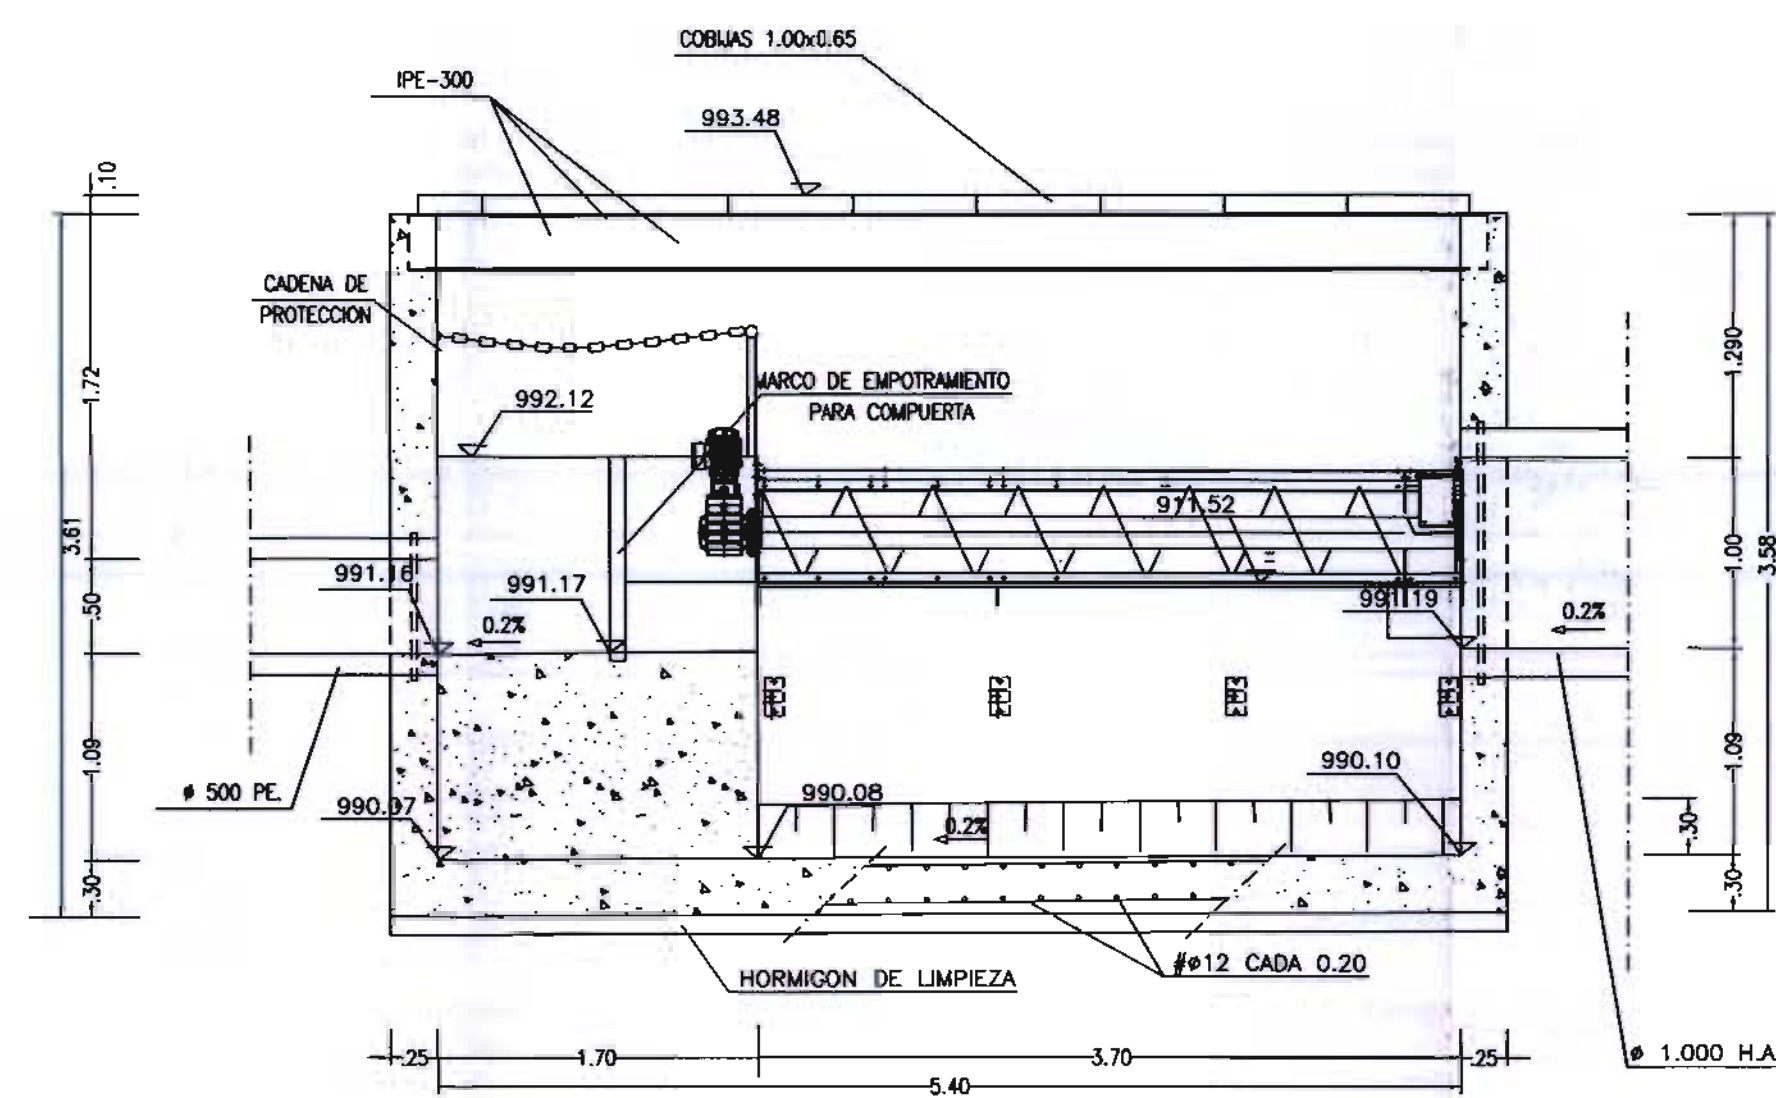 COBIJAS 1.00x0.65
IPE-300
993.48
.10
CADENA DE
PROTECCION
1.72
3.61
992.12
MARCO DE EMPOTRAMIENTO
PARA COMPUERTA
1.290
911.52
991.16
991.17
.50
0.2%
991.19
0.2%
1.00
3.58
1.09
ø 500 PE.
990.07
990.08
0.2%
990.10
1.09
.30
.30
.30
HORMIGON DE LIMPIEZA
#ø12 CADA 0.20
.25
1.70
3.70
.25
5.40
ø 1.000 H.A